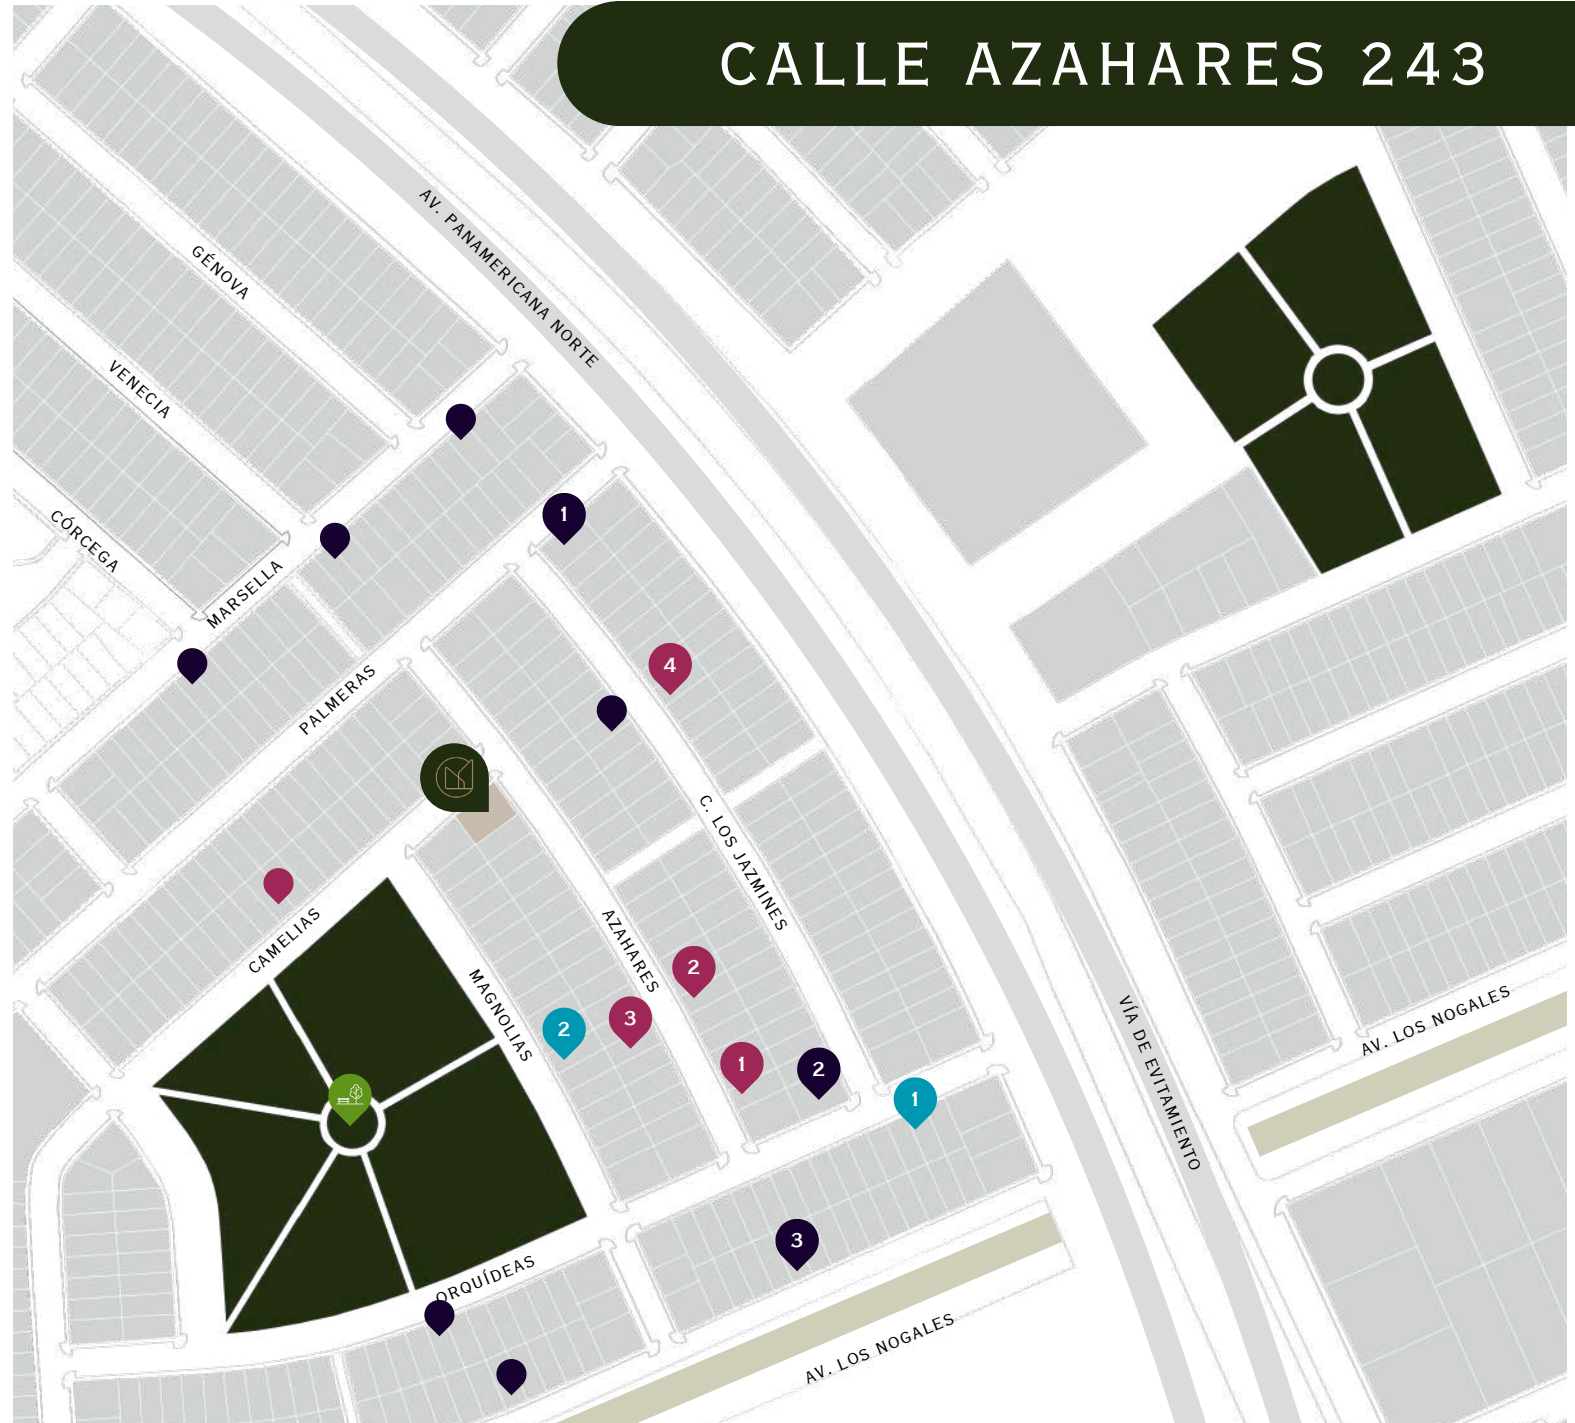 CALLE AZAHARES 243
AV. PANAMERICANA NORTE
GÉNOVA
VENECIA
CÓRCEGA
MARSELLA
1
PALMERAS
4
C. LOS JAZMINES
CAMELIAS
AZAHARES
MAGNOLIAS
2
3
2
1
2
1
VÍA DE EVITAMIENTO
AV. LOS NOGALES
3
ORQUÍDEAS
AV. LOS NOGALES